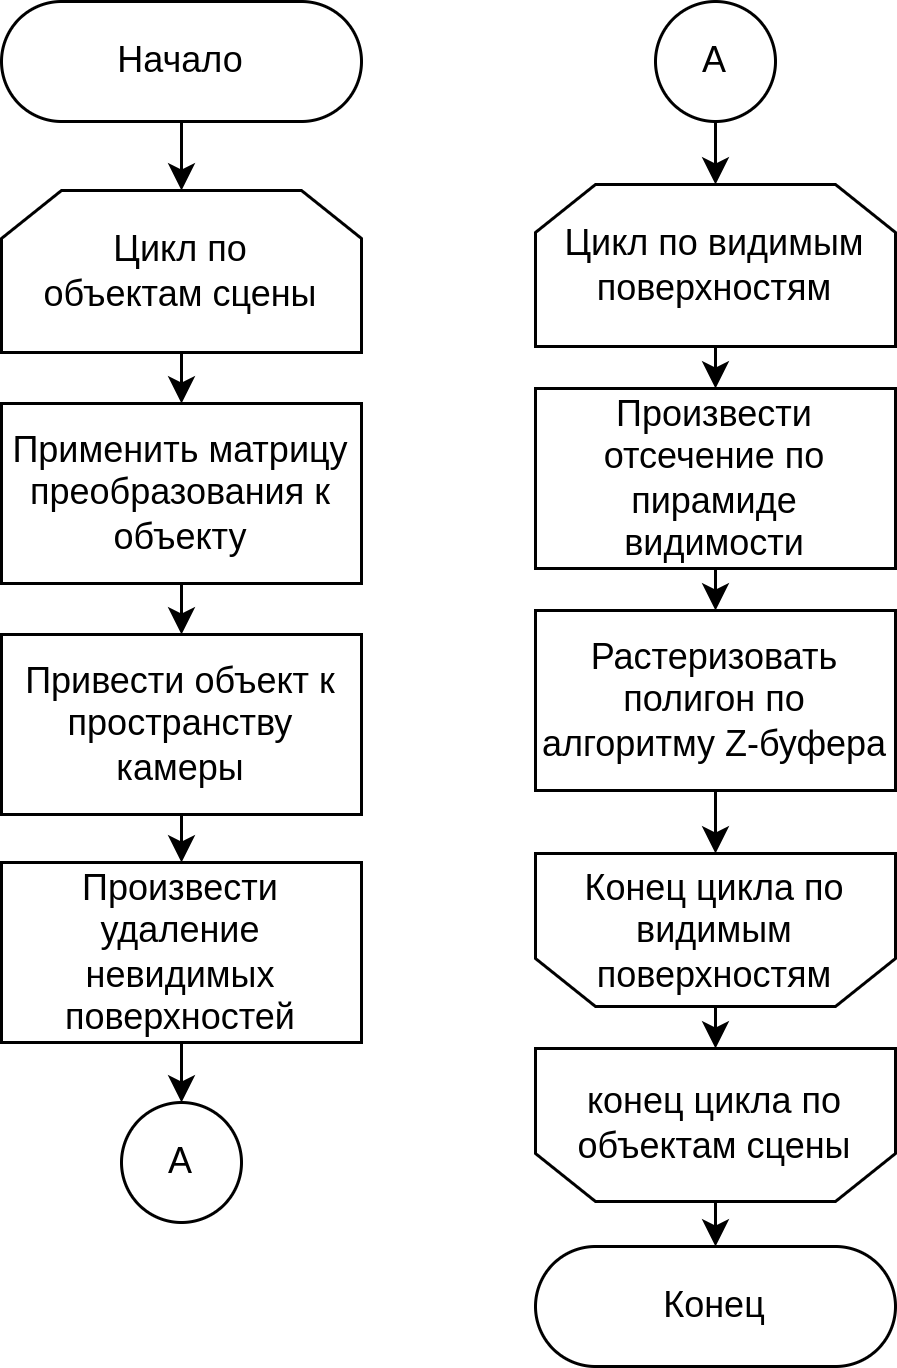 Начало
Цикл по
объектам сцены
Применить матрицу
преобразования к
объекту
Привести объект к
пространству
камеры
Произвести
удаление
невидимых
поверхностей
А
А
Цикл по видимым
поверхностям
Произвести
отсечение по
пирамиде
видимости
Растеризовать
полигон по
алгоритму Z-буфера
Конец цикла по
видимым
поверхностям
конец цикла по
объектам сцены
Конец